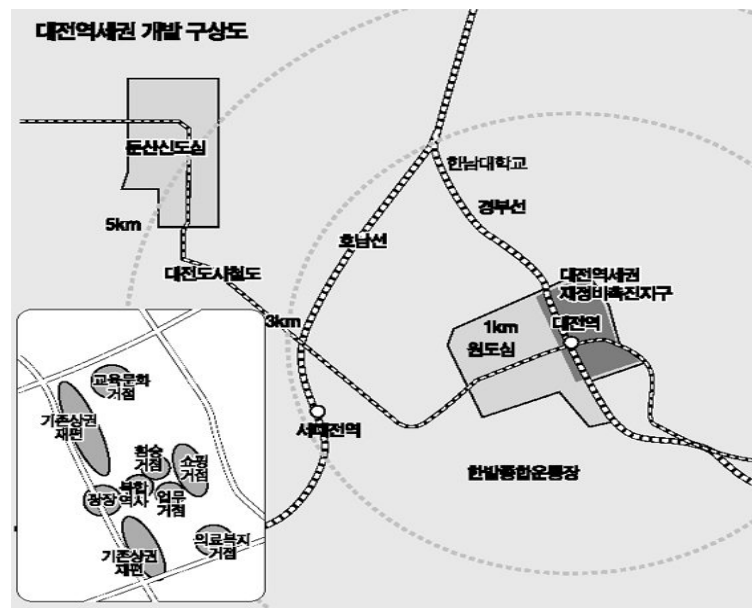 대전역세권 개발 구상도
둔산신도심
한남대학교
경부선
5km
호남선
대전도시철도
대전역세권
재정비촉진지구
3km
1km
대전역
원도심
서대전역
한밭종합운동장
교육문화
거점
기존상권
재편
환승
거점
쇼핑
거점
광장
복합
역사
업무
거점
기존상권
재편
의료복지
거점